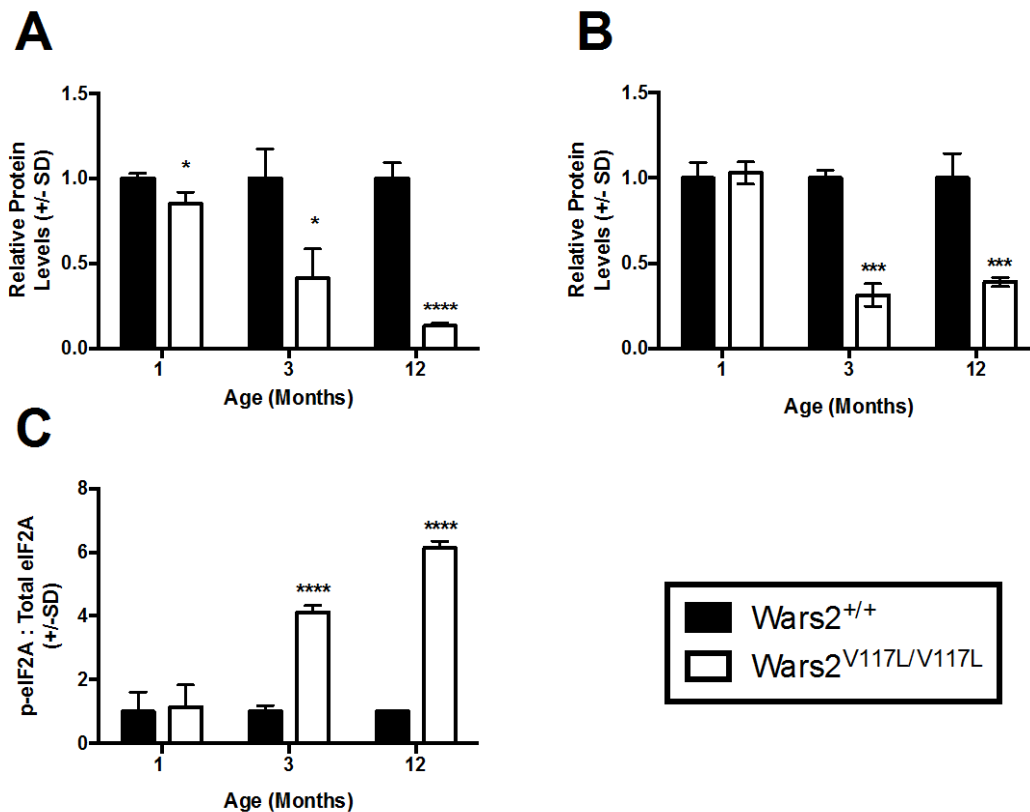 A
Relative Protein
Levels (+/- SD)
1.5
1.0
0.5
0.0
*
*
****
1
3
12
Age (Months)
B
Relative Protein
Levels (+/- SD)
1.5
1.0
0.5
0.0
***
***
1
3
12
Age (Months)
C
p-eIF2A : Total eIF2A
(+/-SD)
8
6
4
2
0
****
****
1
3
12
Age (Months)
Wars2+/+
Wars2V117L/V117L